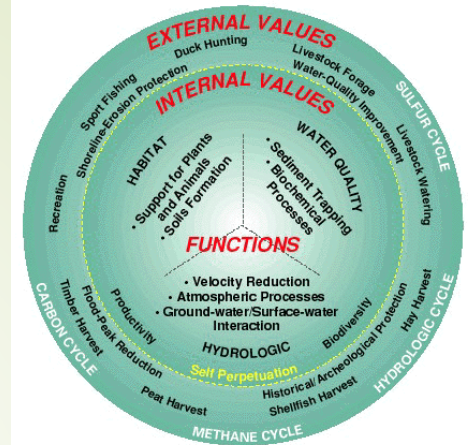 EXTERNAL VALUES
Duck Hunting
Sport Fishing
Shoreline-Erosion Protection
Recreation
Livestock Forage
Water-Quality Improvement
Livestock Watering
SULFUR CYCLE
INTERNAL VALUES
HABITAT
• Support for Plants
and Animals
• Soils Formation
WATER QUALITY
• Sediment Trapping
• Biochemical
Processes
FUNCTIONS
• Velocity Reduction
• Atmospheric Processes
• Ground-water/Surface-water
Interaction
HYDROLOGIC
Productivity
Biodiversity
Self Perpetuation
Flood-Peak Reduction
Timber Harvest
Peat Harvest
Historical/Archeological Protection
Shellfish Harvest
Hay Harvest
CARBON CYCLE
METHANE CYCLE
HYDROLOGIC CYCLE